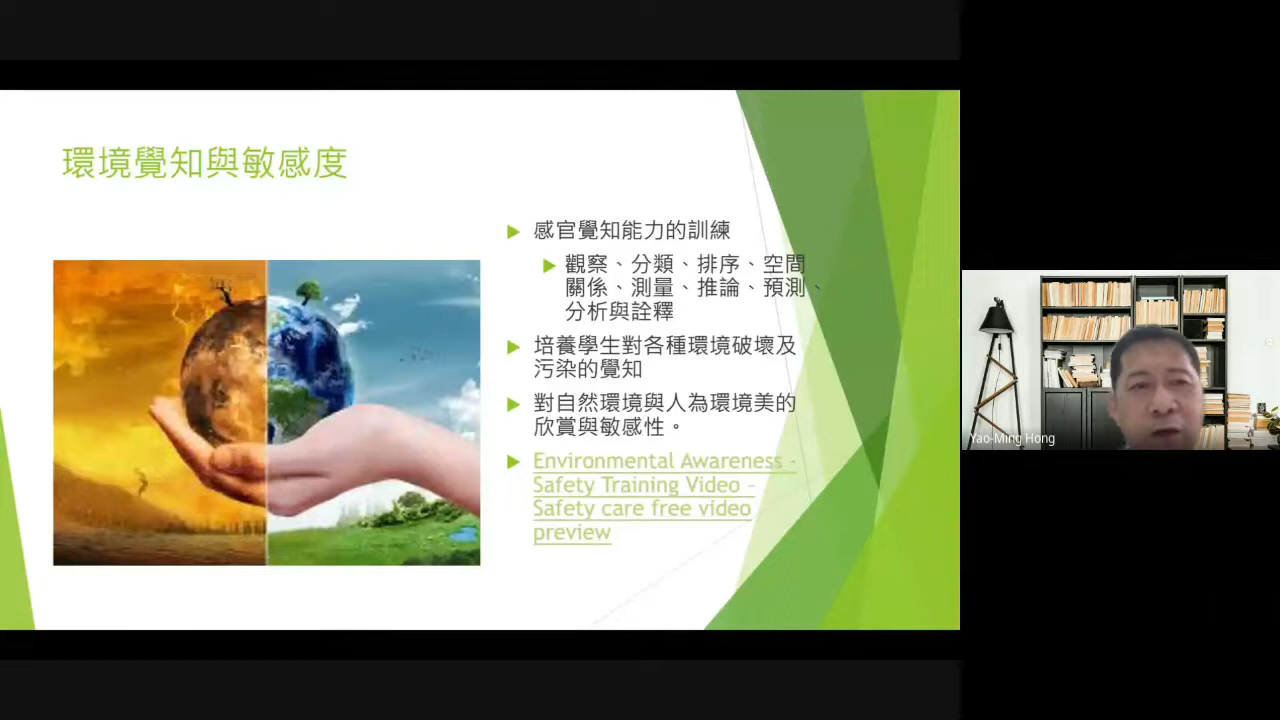 環境覺知與敏感度
感官覺知能力的訓練
觀察、分類、排序、空間
關係、測量、推論、預測、
分析與詮釋
培養學生對各種環境破壞及
污染的覺知
對自然環境與人為環境美的
欣賞與敏感性。
Environmental Awareness -
Safety Training Video –
Safety care free video
preview
Yao-Ming Hong